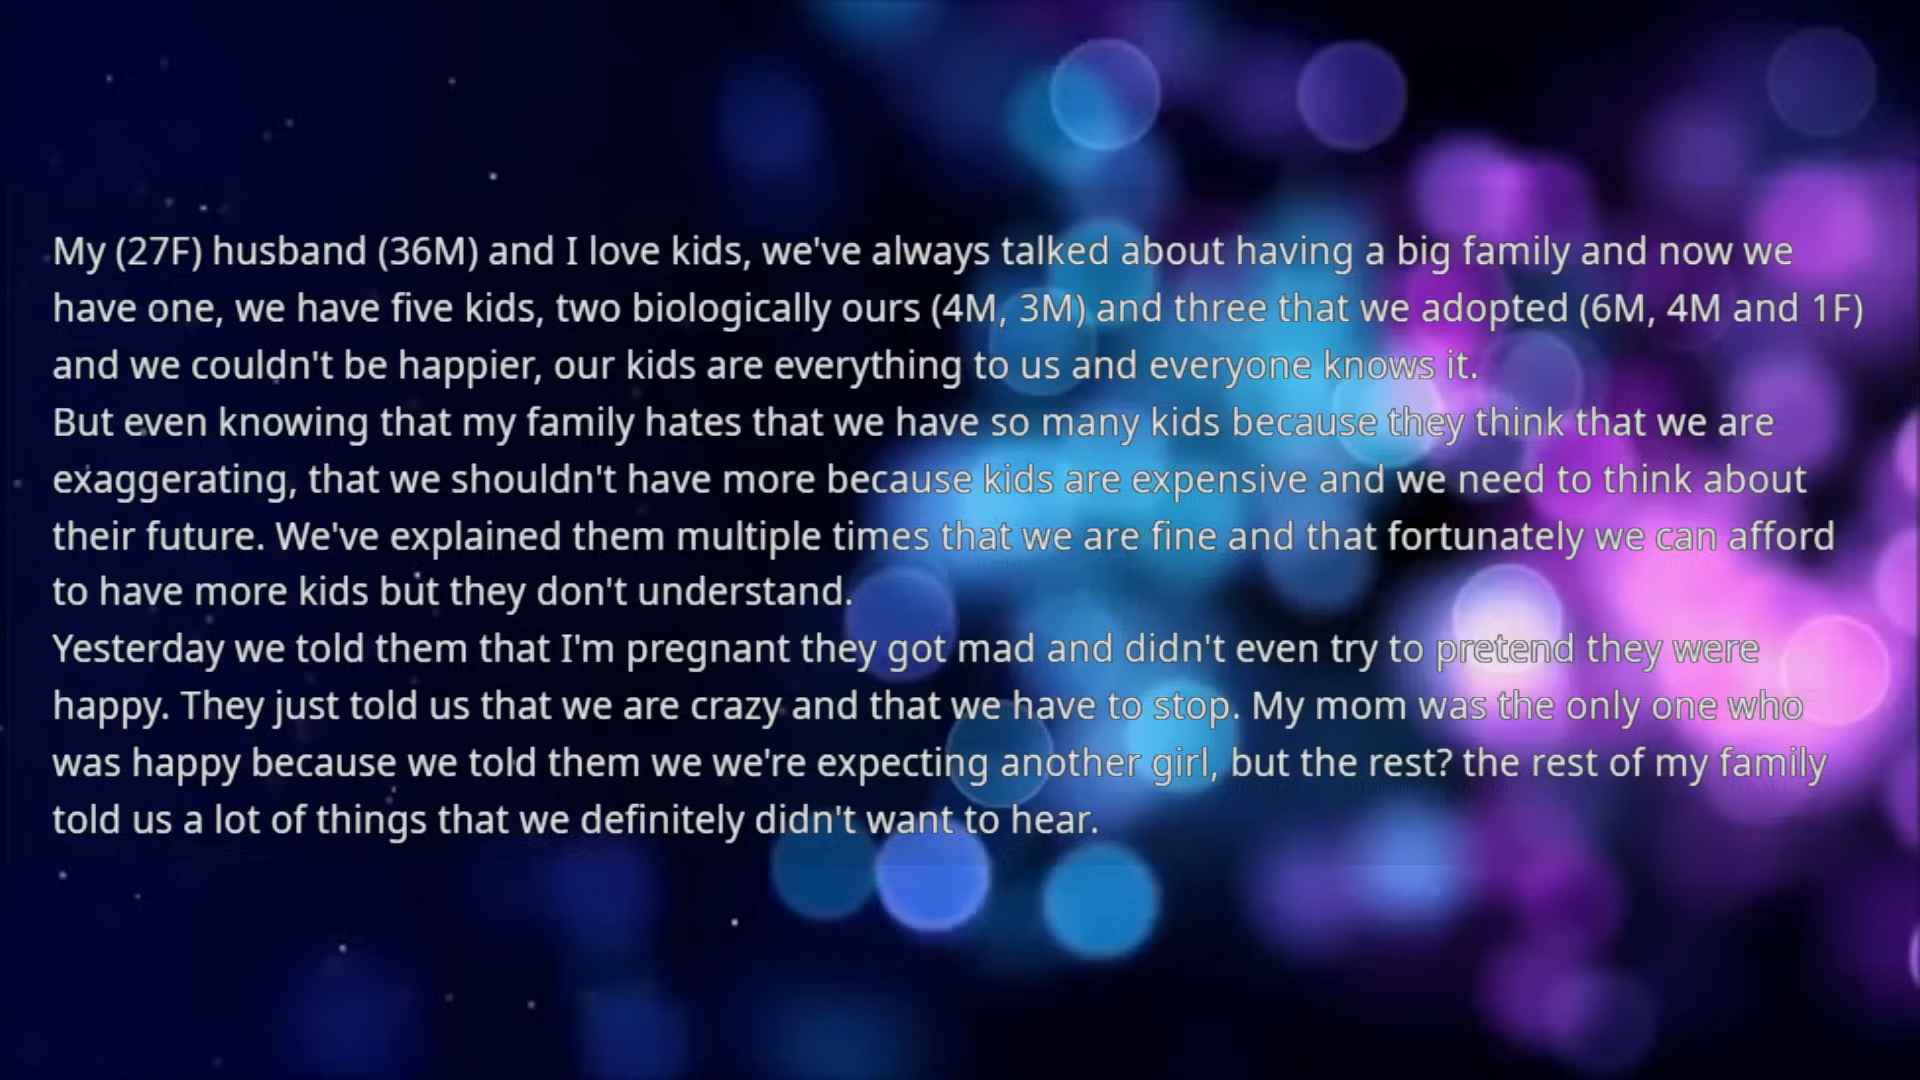 My (27F) husband (36M) and I love kids, we've always talked about having a big family and now we
have one, we have five kids, two biologically ours (4M, 3M) and three that we adopted (6M, 4M and 1F)
and we couldn't be happier, our kids are everything to us and everyone knows it.
But even knowing that my family hates that we have so many kids because they think that we are
exaggerating, that we shouldn't have more because kids are expensive and we need to think about
their future. We've explained them multiple times that we are fine and that fortunately we can afford
to have more kids but they don't understand.
Yesterday we told them that I'm pregnant they got mad and didn't even try to pretend they were
happy. They just told us that we are crazy and that we have to stop. My mom was the only one who
was happy because we told them we we're expecting another girl, but the rest? the rest of my family
told us a lot of things that we definitely didn't want to hear.